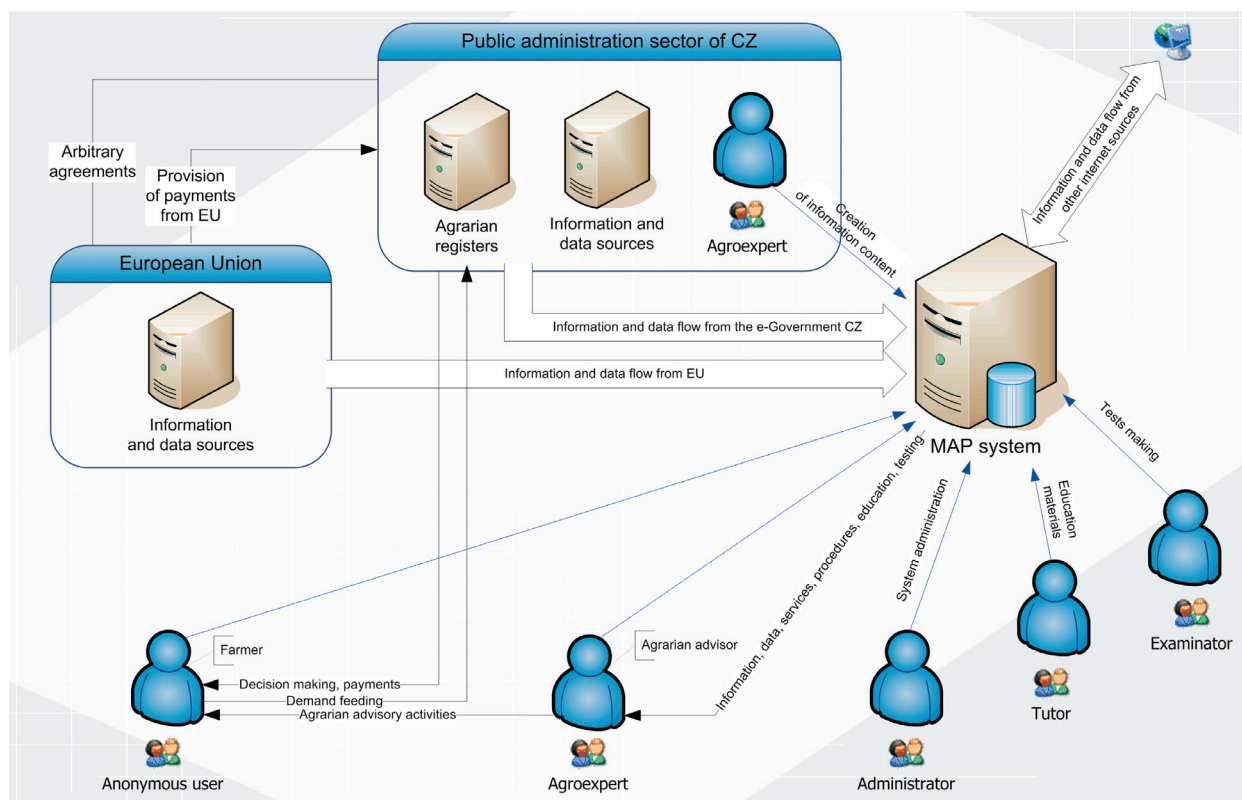 Public administration sector of CZ
Arbitrary
agreements
Provision
of payments
from EU
Agrarian
registers
Information and
data sources
Agroexpert
Creation
of information content
Information and data flow from
other internet sources
European Union
Information
and data sources
Information and data flow from the e-Government CZ
Information and data flow from EU
MAP system
Tests making
Education
materials
System administration
Information, data, services, procedures, education, testing
Examinator
Farmer
Agrarian advisor
Decision making, payments
Demand feeding
Agrarian advisory activities
Tutor
Anonymous user
Agroexpert
Administrator